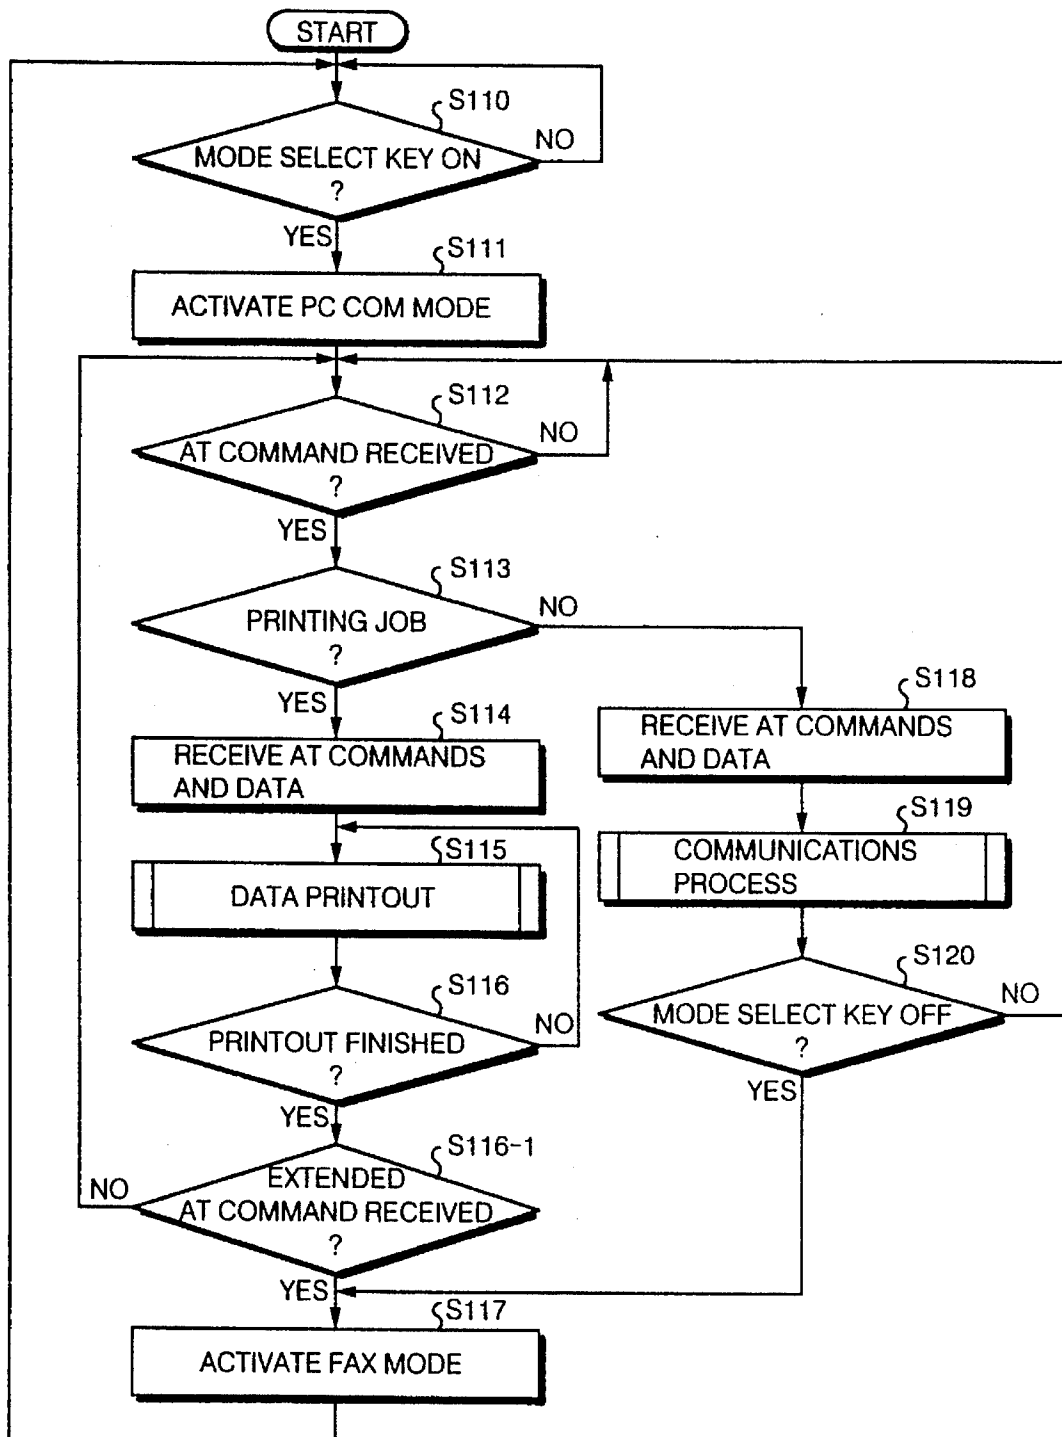 START
S110
MODE SELECT KEY ON
?
NO
YES
S111
ACTIVATE PC COM MODE
S112
AT COMMAND RECEIVED
?
NO
YES
S113
PRINTING JOB
?
NO
YES
S114
RECEIVE AT COMMANDS
AND DATA
S115
DATA PRINTOUT
S116
PRINTOUT FINISHED
?
NO
YES
S116-1
EXTENDED
AT COMMAND RECEIVED
?
NO
YES
S117
ACTIVATE FAX MODE
S118
RECEIVE AT COMMANDS
AND DATA
S119
COMMUNICATIONS
PROCESS
S120
MODE SELECT KEY OFF
?
NO
YES